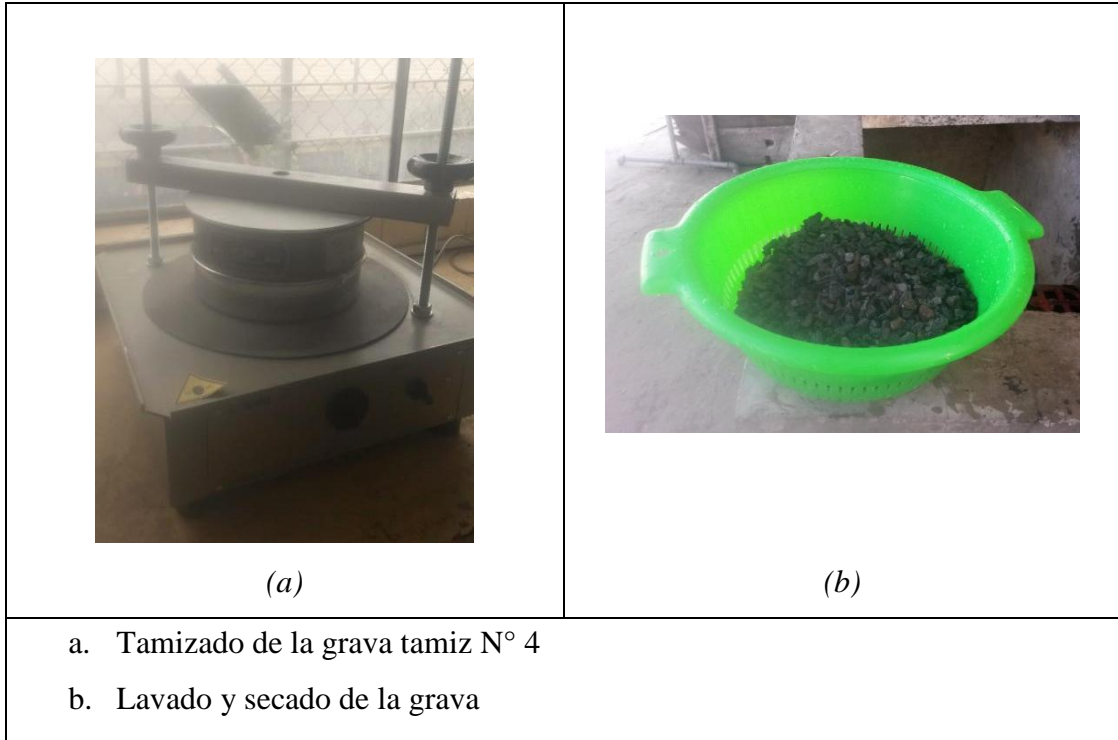 (a)
(b)
a. Tamizado de la grava tamiz N° 4
b. Lavado y secado de la grava